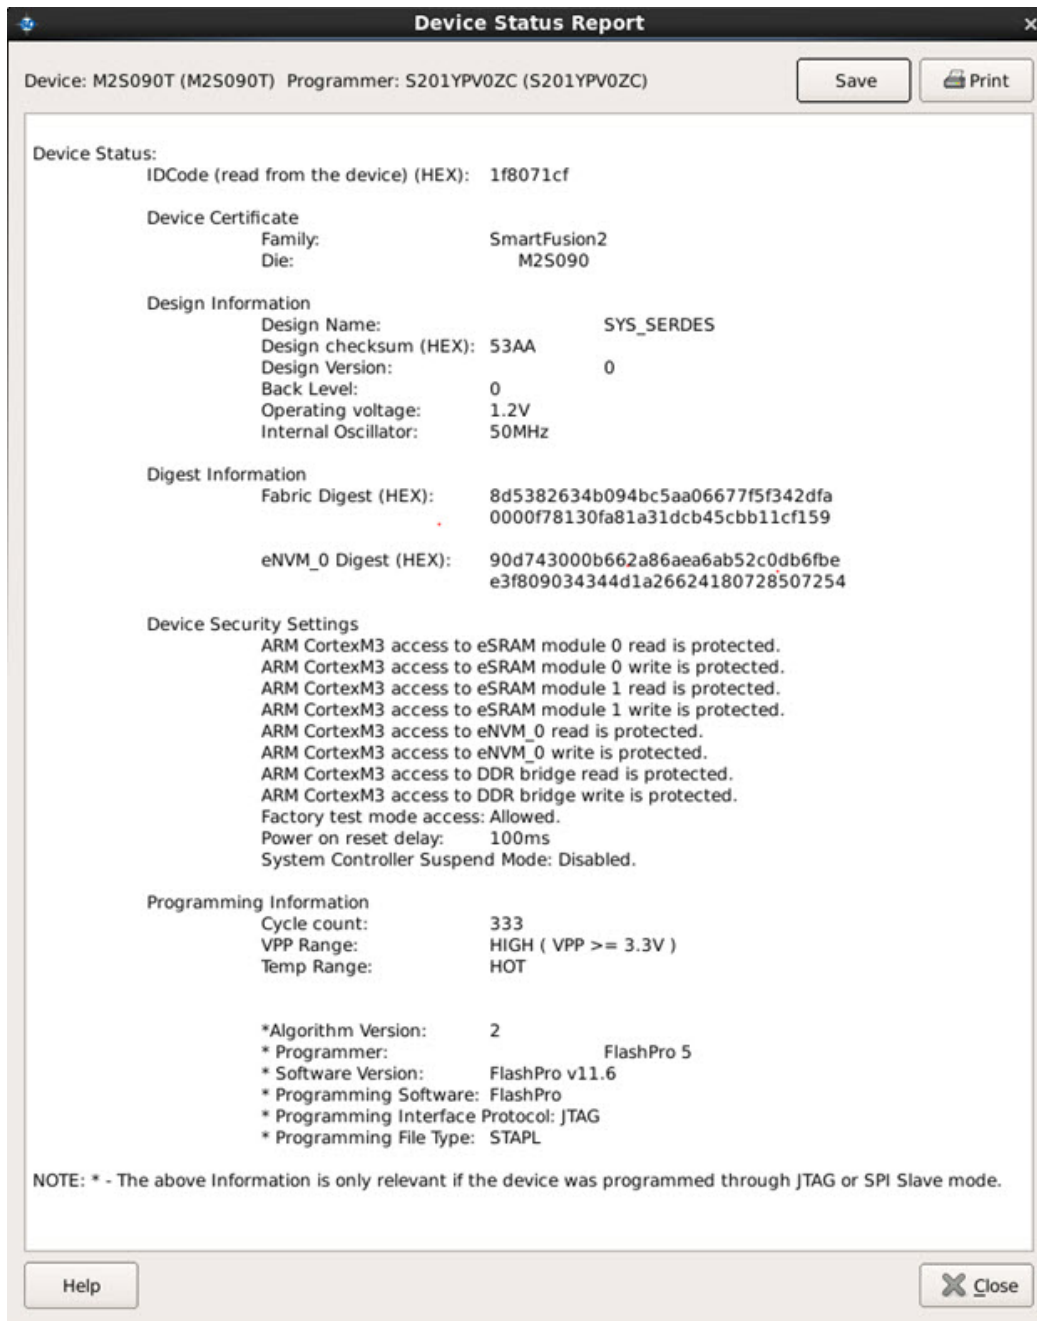 Device Status Report
Device: M2S090T (M2S090T) Programmer: S201YPV0ZC (S201YPV0ZC)
Save
Print
Device Status:
IDCode (read from the device) (HEX): 1f8071cf
Device Certificate
Family: SmartFusion2
Die: M2S090
Design Information
Design Name: SYS_SERDES
Design checksum (HEX): 53AA
Design Version: 0
Back Level: 0
Operating voltage: 1.2V
Internal Oscillator: 50MHz
Digest Information
Fabric Digest (HEX): 8d5382634b094bc5aa06677f5f342dfa
0000f78130fa81a31dcb45cbb11cf159
eNVM_0 Digest (HEX): 90d743000b662a86aea6ab52c0db6fbe
e3f809034344d1a26624180728507254
Device Security Settings
ARM CortexM3 access to eSRAM module 0 read is protected.
ARM CortexM3 access to eSRAM module 0 write is protected.
ARM CortexM3 access to eSRAM module 1 read is protected.
ARM CortexM3 access to eSRAM module 1 write is protected.
ARM CortexM3 access to eNVM_0 read is protected.
ARM CortexM3 access to eNVM_0 write is protected.
ARM CortexM3 access to DDR bridge read is protected.
ARM CortexM3 access to DDR bridge write is protected.
Factory test mode access: Allowed.
Power on reset delay: 100ms
System Controller Suspend Mode: Disabled.
Programming Information
Cycle count: 333
VPP Range: HIGH ( VPP >= 3.3V )
Temp Range: HOT
*Algorithm Version: 2
* Programmer: FlashPro 5
* Software Version: FlashPro v11.6
* Programming Software: FlashPro
* Programming Interface Protocol: JTAG
* Programming File Type: STAPL
NOTE: * - The above Information is only relevant if the device was programmed through JTAG or SPI Slave mode.
Help
Close